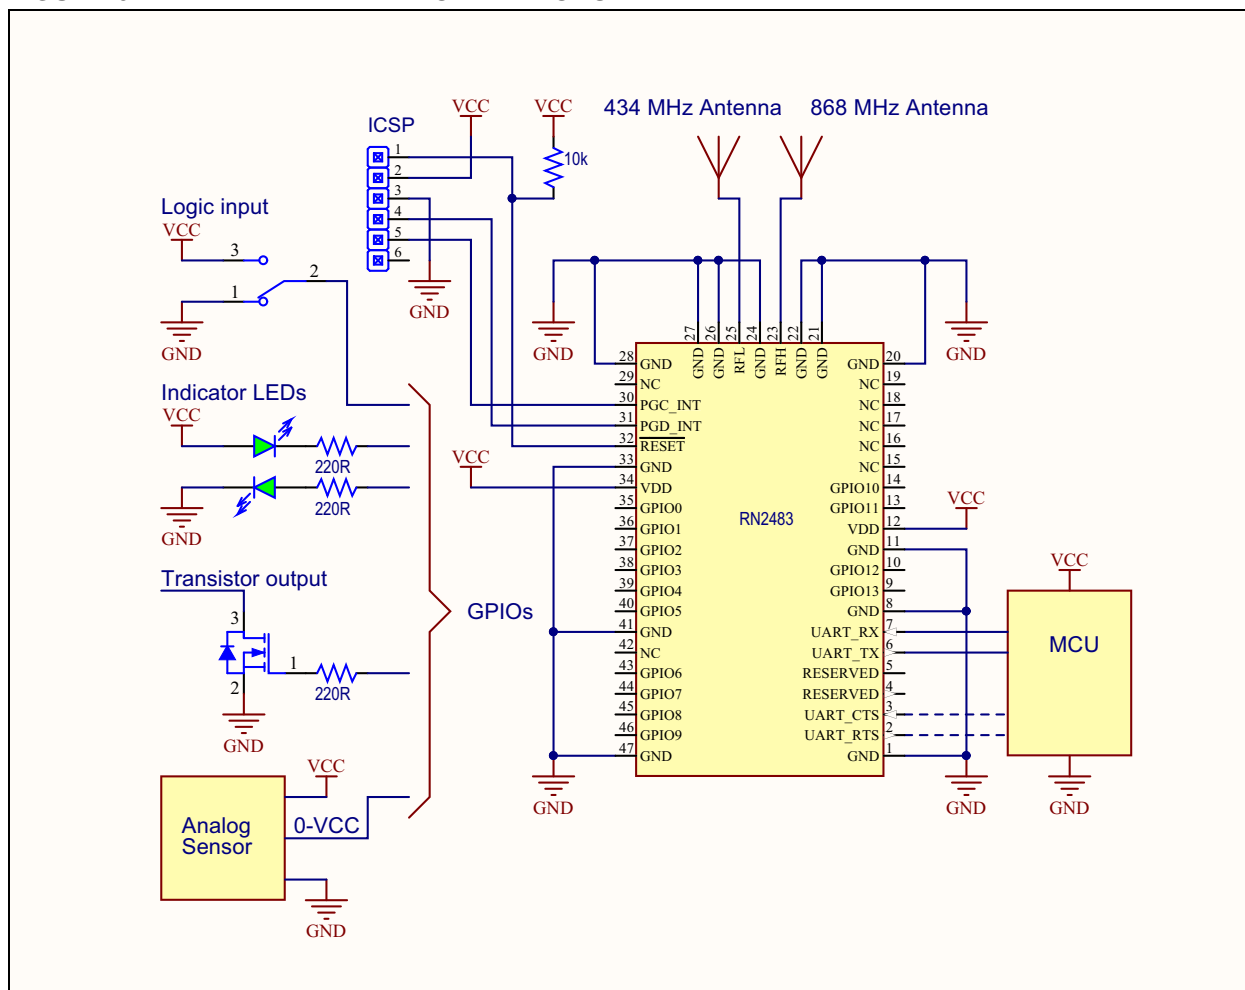 434 MHz Antenna
868 MHz Antenna
VCC
VCC
ICSP
10k
1
2
3
4
5
6
GND
Logic input
VCC
3
2
1
GND
GND
GND
27
26
25
24
23
22
21
GND
GND
RFL
GND
RFH
GND
GND
Indicator LEDs
VCC
220R
220R
GND
VCC
28 GND
29 NC
30 PGC_INT
31 PGD_INT
32 RESET
33 GND
34 VDD
35 GPIO0
36 GPIO1
37 GPIO2
38 GPIO3
39 GPIO4
40 GPIO5
41 GND
42 NC
43 GPIO6
44 GPIO7
45 GPIO8
46 GPIO9
47 GND
RN2483
GND 20
NC 19
NC 18
NC 17
NC 16
NC 15
GPIO10 14
GPIO11 13
VDD 12
GND 11
GPIO12 10
GPIO13 9
GND 8
UART_RX 7
UART_TX 6
RESERVED 5
RESERVED 4
UART_CTS 3
UART_RTS 2
GND 1
VCC
VCC
MCU
GND
GND
GND
GPIOs
Transistor output
3
1
2
220R
GND
VCC
Analog
Sensor
0-VCC
GND